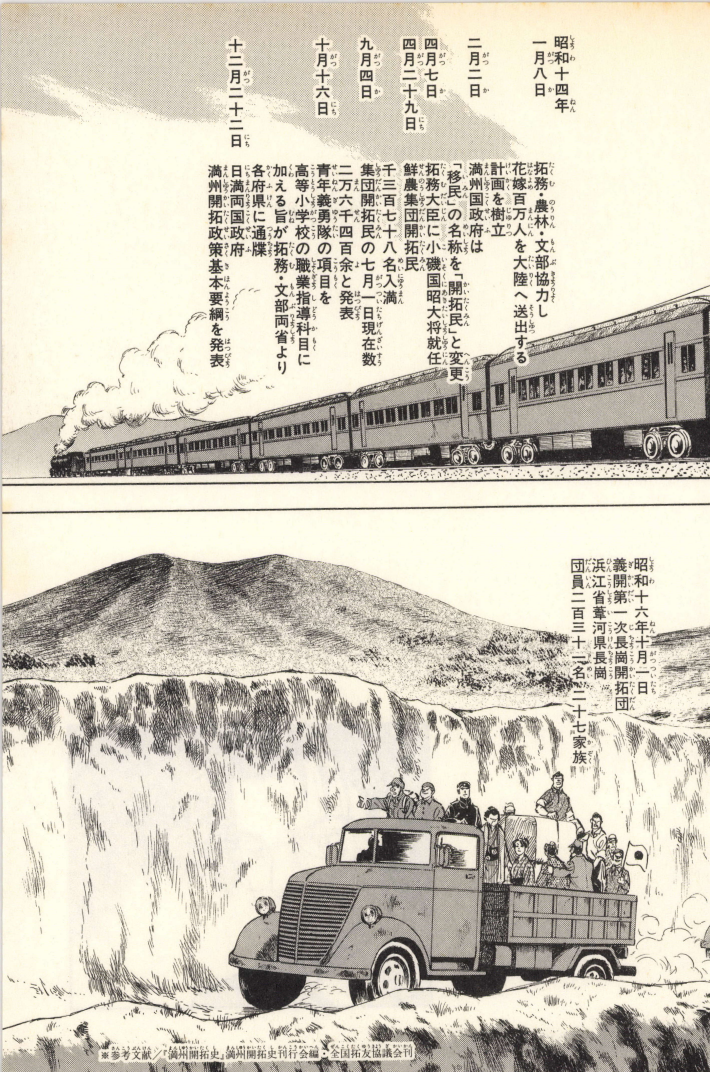 昭和十四年
一月八日
拓務・農林・文部協力し
花嫁百万人を大陸へ送出する
計画を樹立
二月二日
満州国政府は
「移民」の名称を「開拓民」と変更
四月七日
拓務大臣に小磯国昭大将就任
四月二十九日
鮮農集団開拓民
千三百七十八名入満
九月四日
集団開拓民の七月一日現在数
二万六千四百余と発表
十月十六日
青年義勇隊の項目を
高等小学校の職業指導科目に
加える旨が拓務・文部両省より
各府県に通牒
十二月二十二日
日満両国政府
満州開拓政策基本要綱を発表
昭和十六年十月一日
義開第一次長崗開拓団
浜江省葦河県長崗
団員二百三十二名 二十七家族
※参考文献/『満州開拓史』満州開拓史刊行会編・全国拓友協議会刊